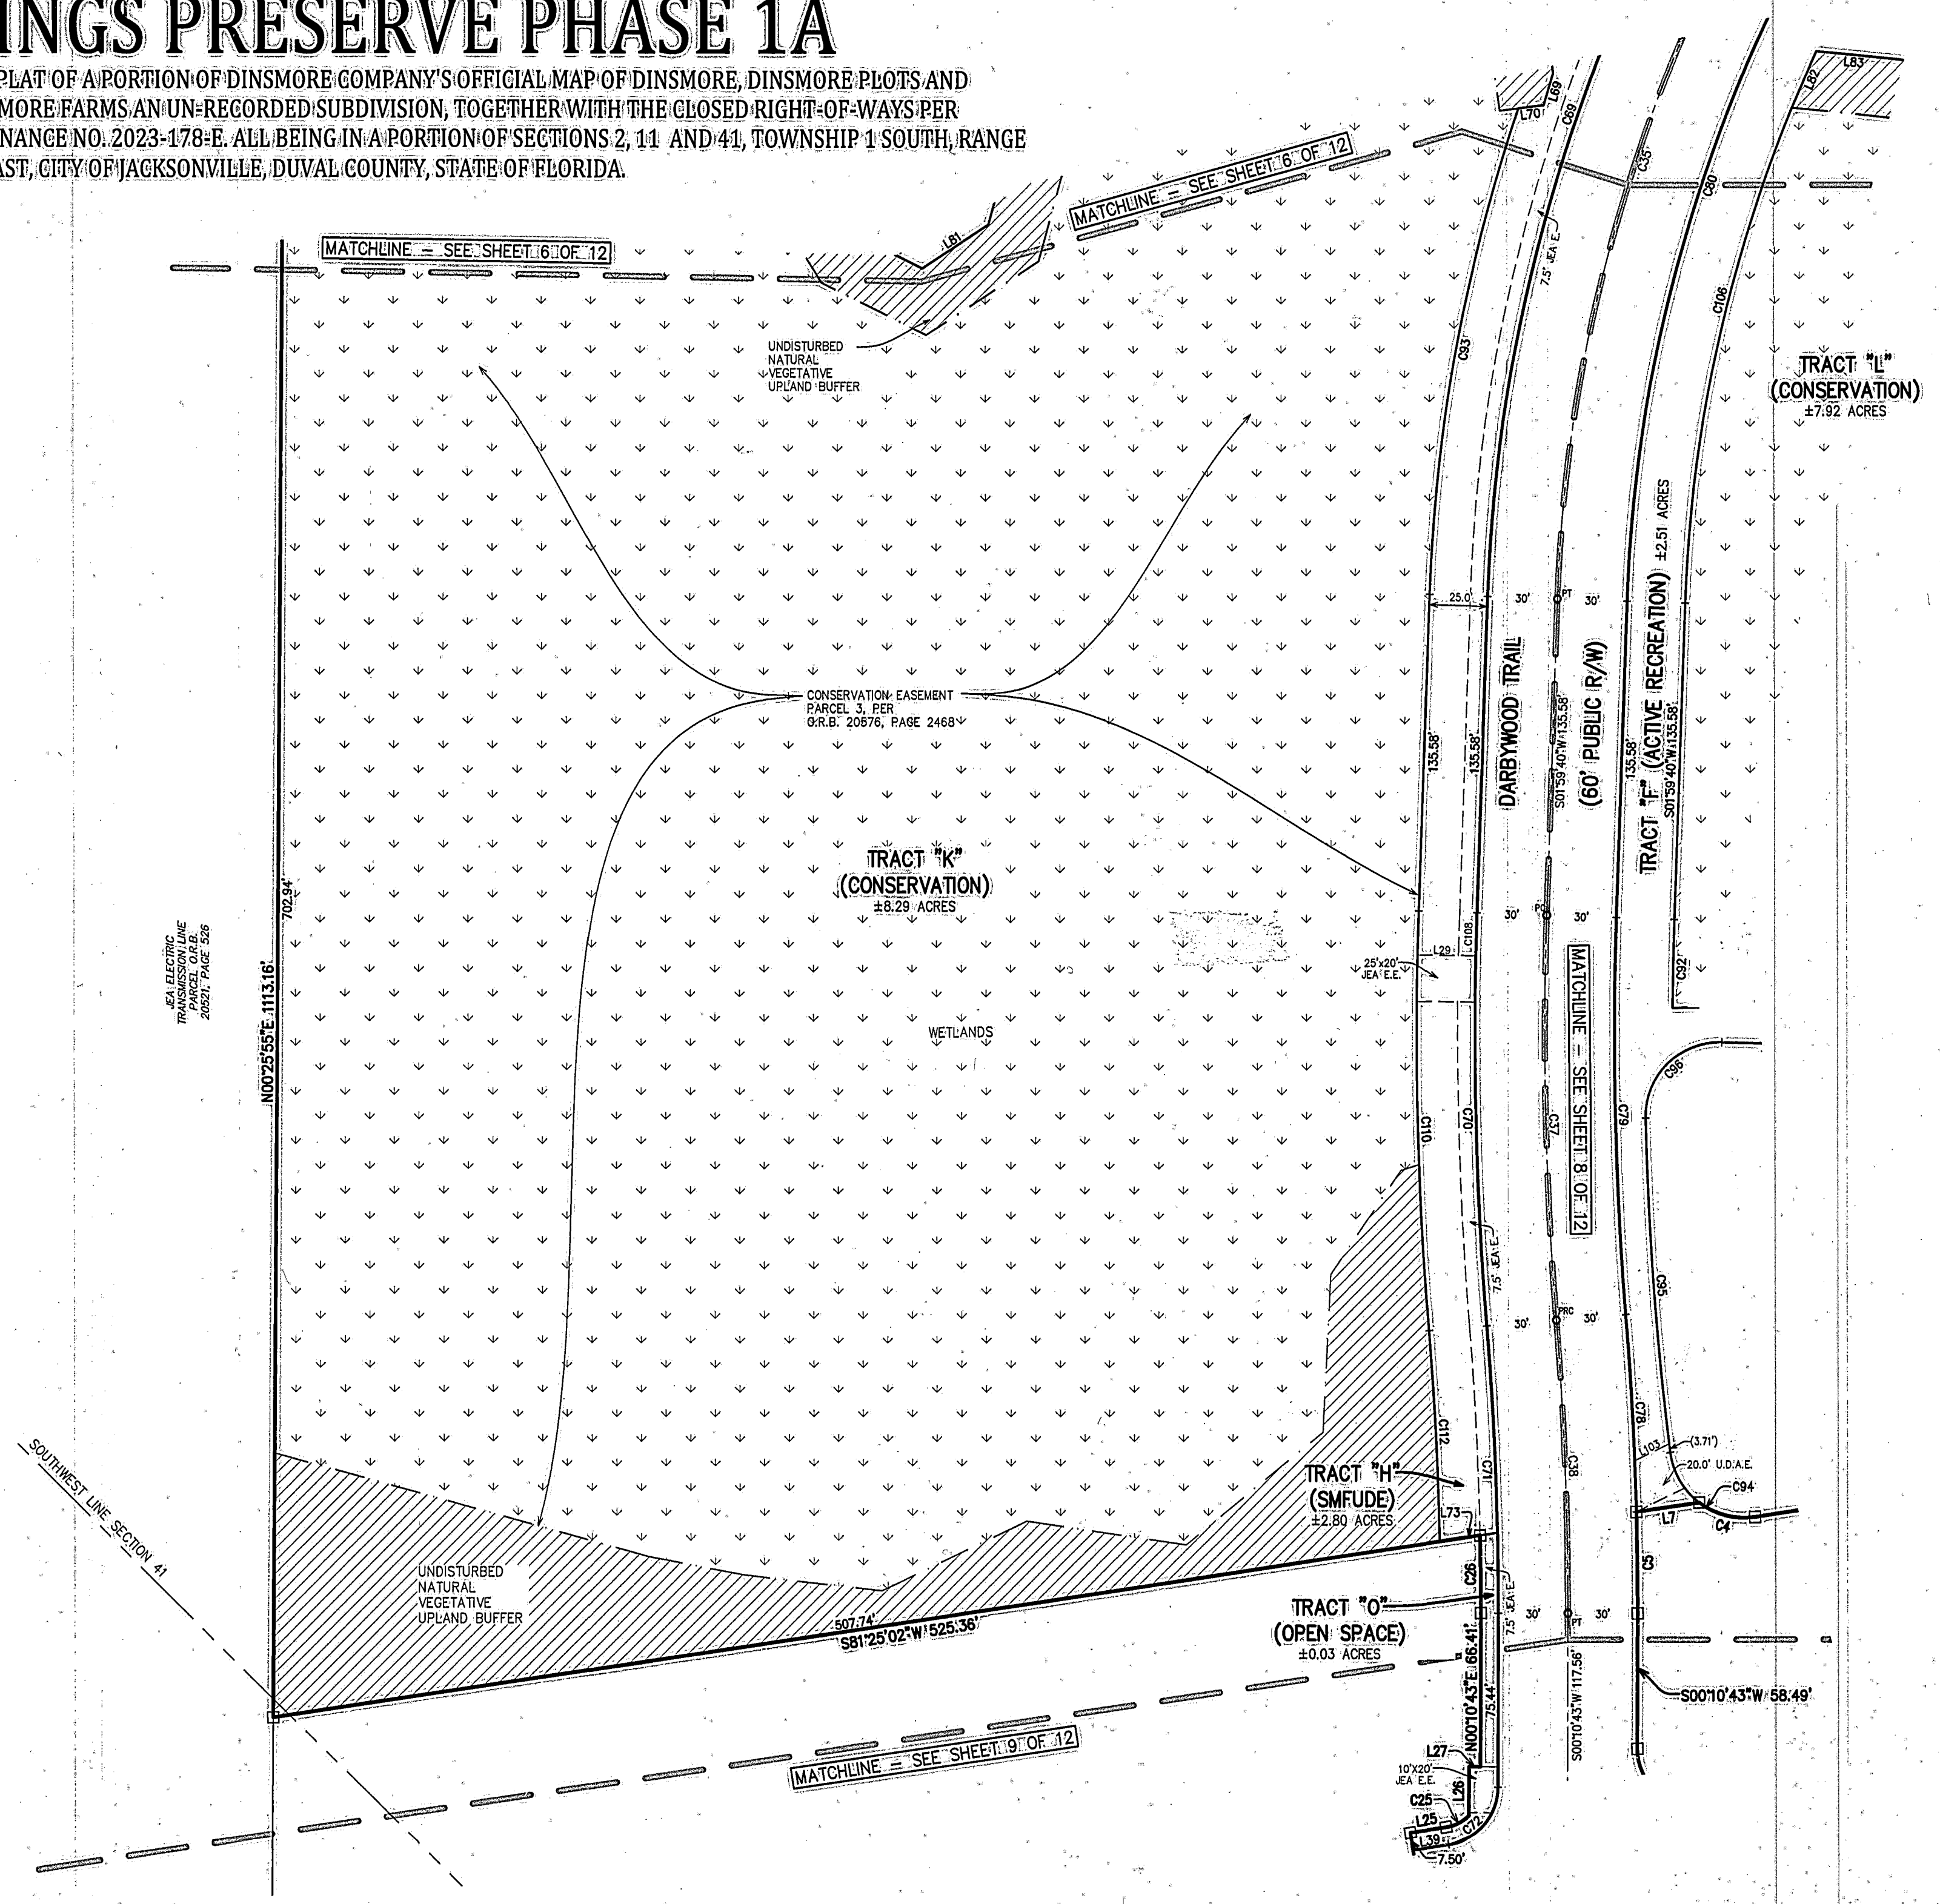 INGS PRESERVE PHASE 1A
PLAT OF A PORTION OF DINSMORE COMPANY'S OFFICIAL MAP OF DINSMORE, DINSMORE PLOTS AND
MORE FARMS AN UN-RECORDED SUBDIVISION, TOGETHER WITH THE CLOSED RIGHT-OF-WAYS PER
NANCE NO. 2023-178-E. ALL BEING IN A PORTION OF SECTIONS 2, 11 AND 41, TOWNSHIP 1 SOUTH, RANGE
AST, CITY OF JACKSONVILLE, DUVAL COUNTY, STATE OF FLORIDA.
MATCHLINE - SEE SHEET 6 OF 12
L81
MATCHLINE - SEE SHEET 6 OF 12
L70
L69
C69
C35
C80
L82
L83
7.5' JEA E.
C93
C106
UNDISTURBED
NATURAL
VEGETATIVE
UPLAND BUFFER
TRACT "L"
(CONSERVATION)
±7.92 ACRES
25.0'
30'
PT
30'
CONSERVATION EASEMENT
PARCEL 3, PER
O.R.B. 20576, PAGE 2468
135.58'
135.58'
DARBYWOOD TRAIL
S01°59'40"W 135.58'
(60' PUBLIC R/W)
135.58'
TRACT "F" (ACTIVE RECREATION) ±2.51 ACRES
S01°59'40"W 135.58'
TRACT "K"
(CONSERVATION)
±8.29 ACRES
702.94'
N00°25'55"E 1113.16'
JEA ELECTRIC
TRANSMISSION LINE
PARCEL O.R.B.
20521, PAGE 526
30'
PC
30'
L29
C108
25'x20'
JEA E.E.
C92
MATCHLINE - SEE SHEET 8 OF 12
WETLANDS
C96
C110
C70
C37
C79
7.5' JEA E.
C95
30'
PRC
30'
C112
C71
C38
C78
L103
(3.71')
20.0' U.D.A.E.
C94
L7
C4
C5
TRACT "H"
(SMFUDE)
±2.80 ACRES
L73
SOUTHWEST LINE SECTION 41
UNDISTURBED
NATURAL
VEGETATIVE
UPLAND BUFFER
507.74'
S81°25'02"W 525.36'
TRACT "O"
(OPEN SPACE)
±0.03 ACRES
C26
7.5' JEA E.
30'
PT
30'
N00°10'43"E 66.41'
75.44'
S00°10'43"W 117.56'
S00°10'43"W 58.49'
MATCHLINE - SEE SHEET 9 OF 12
L27
10'X20'
JEA E.E.
L26
C25
L25
C72
L39
7.50'